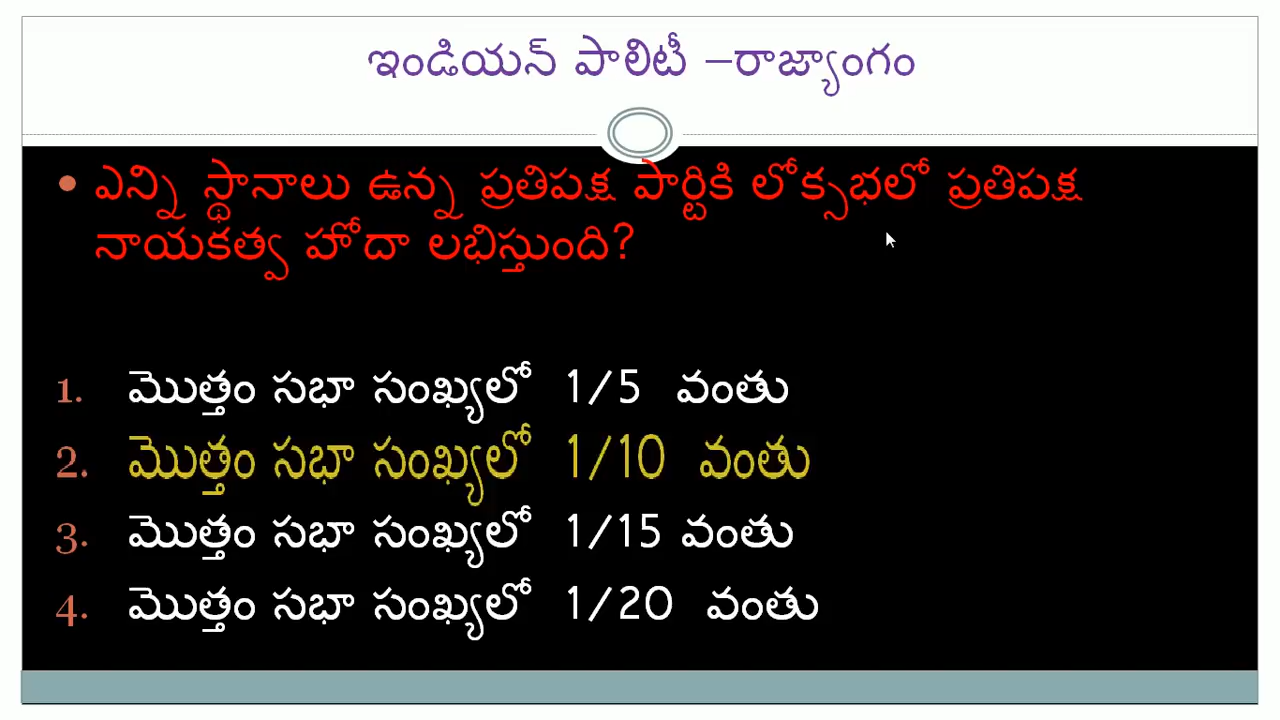 ఇండియన్ పాలిటీ –రాజ్యాంగం
• ఎన్ని స్థానాలు ఉన్న ప్రతిపక్ష పార్టికి లోక్సభలో ప్రతిపక్ష
నాయకత్వ హోదా లభిస్తుంది?
1. మొత్తం సభా సంఖ్యలో 1/5 వంతు
2. మొత్తం సభా సంఖ్యలో 1/10 వంతు
3. మొత్తం సభా సంఖ్యలో 1/15 వంతు
4. మొత్తం సభా సంఖ్యలో 1/20 వంతు